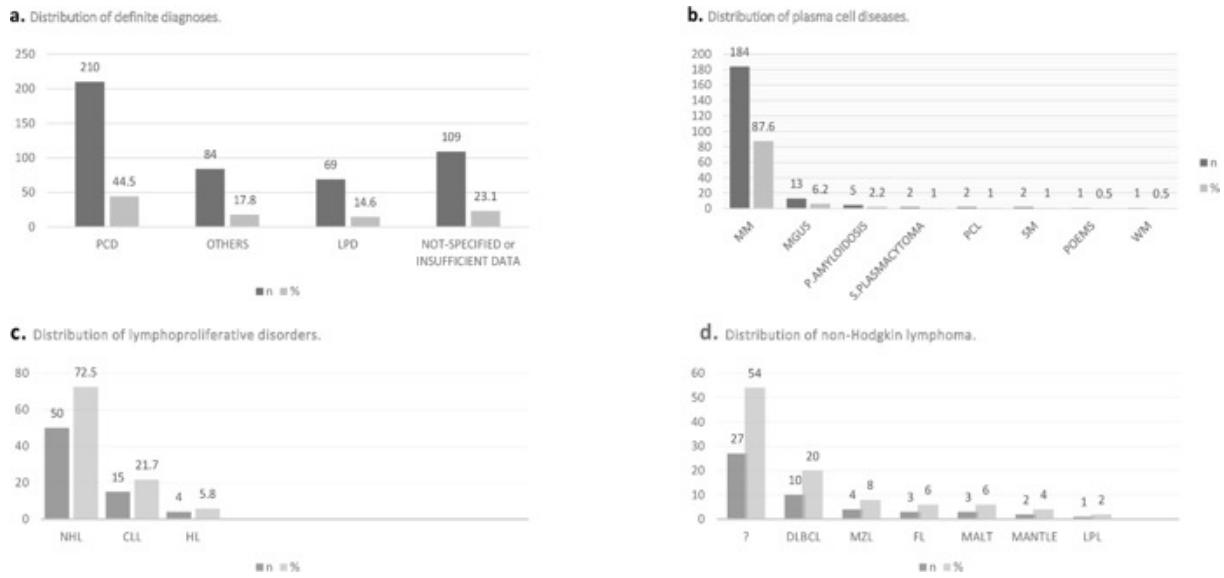 a. Distribution of definite diagnoses.
250
200
150
100
50
0
210
44.5
84
17.8
69
14.6
109
23.1
PCD
OTHERS
LPD
NOT-SPECIFIED or
INSUFFICIENT DATA
n %
b. Distribution of plasma cell diseases.
200
180
160
140
120
100
80
60
40
20
0
184
87.6
13
6.2
5
2.2
2
1
2
1
2
1
1
0.5
1
0.5
MM
MGUS
P.AMYLOIDOSIS
S.PLASMACYTOMA
PCL
SM
POEMS
WM
n
%
c. Distribution of lymphoproliferative disorders.
80
60
40
20
0
50
72.5
15
21.7
4
5.8
NHL
CLL
HL
n %
d. Distribution of non-Hodgkin lymphoma.
60
50
40
30
20
10
0
27
54
10
20
4
8
3
6
3
6
2
4
1
2
?
DLBCL
MZL
FL
MALT
MANTLE
LPL
n %